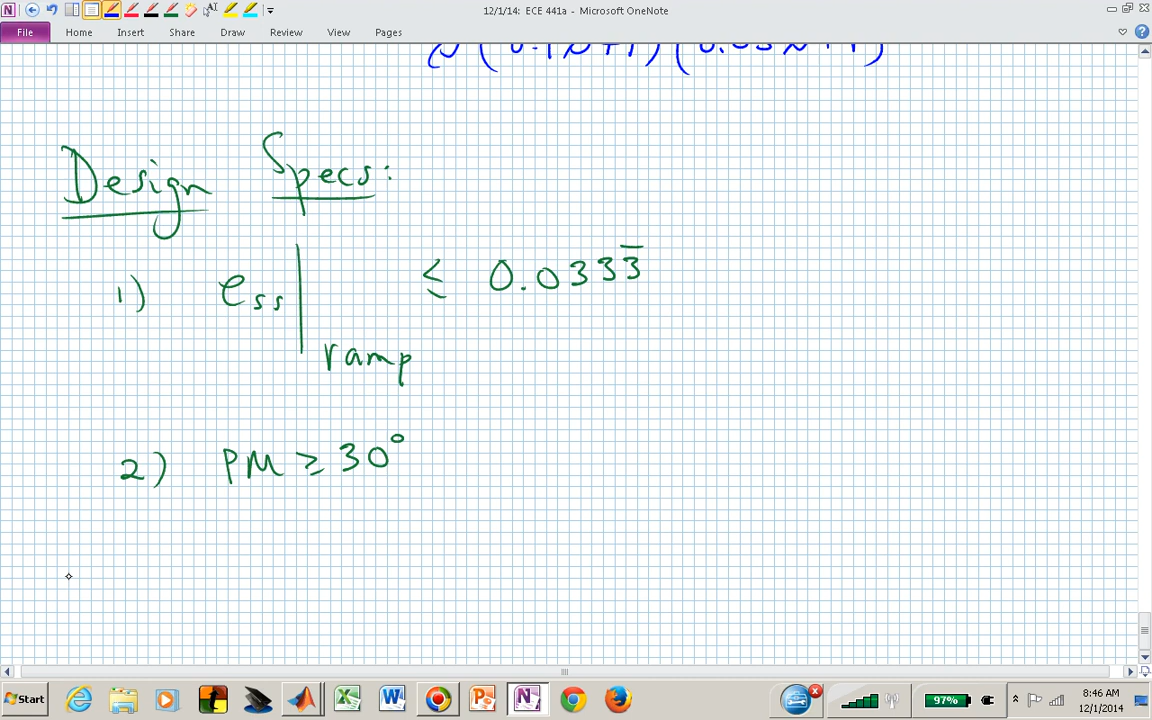 12/1/14: ECE 441a - Microsoft OneNote
File Home Insert Share Draw Review View Pages
Design Specs:
1) ess | ramp ≤ 0.0333̅
2) PM ≥ 30°
Start
97%
8:46 AM
12/1/2014